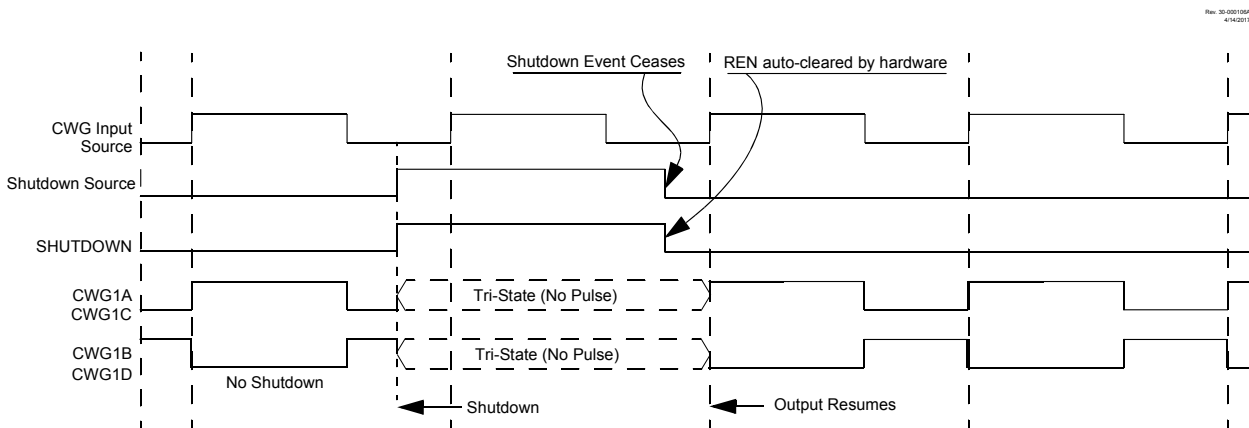 Rev. 30-000108A
4/14/2017
Shutdown Event Ceases
REN auto-cleared by hardware
CWG Input
Source
Shutdown Source
SHUTDOWN
CWG1A
CWG1C
Tri-State (No Pulse)
CWG1B
CWG1D
Tri-State (No Pulse)
No Shutdown
Shutdown
Output Resumes